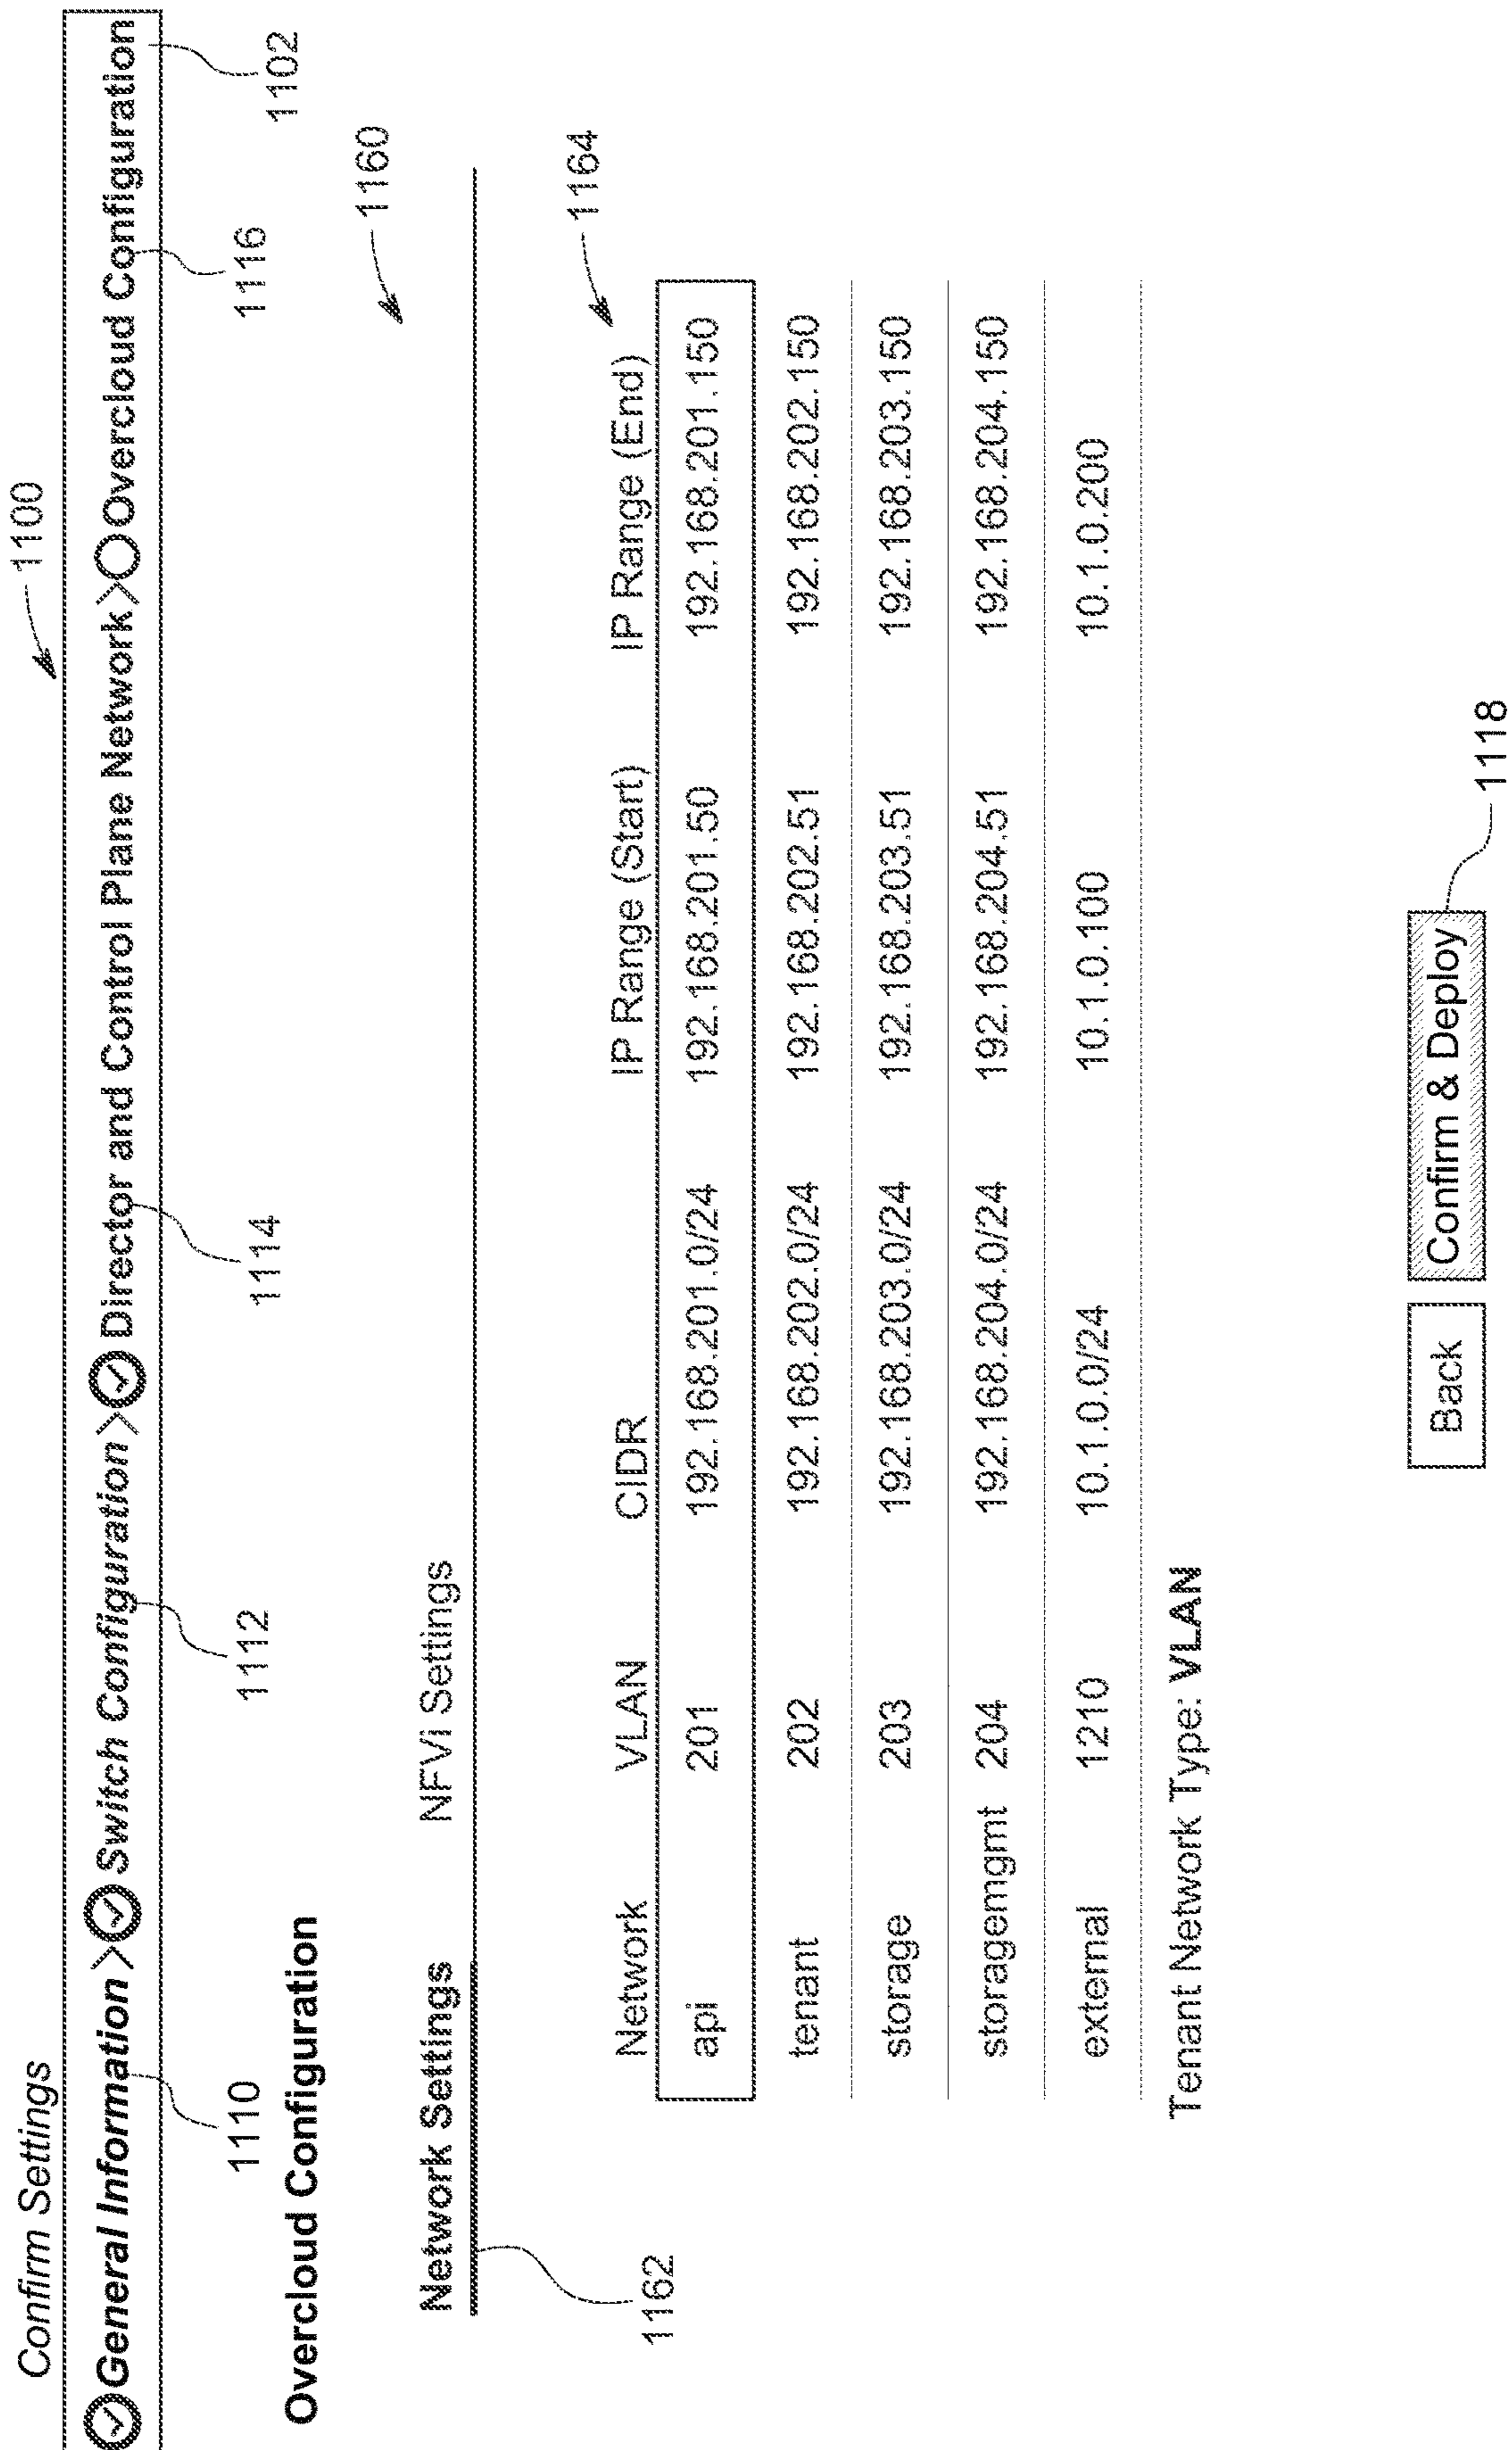 Confirm Settings
1100
General Information > Switch Configuration > Director and Control Plane Network > Overcloud Configuration
1110
1112
1114
1116
1102
Overcloud Configuration
1160
Network Settings NFVi Settings
1162
1164
Network VLAN CIDR IP Range (Start) IP Range (End)
api 201 192.168.201.0/24 192.168.201.50 192.168.201.150
tenant 202 192.168.202.0/24 192.168.202.51 192.168.202.150
storage 203 192.168.203.0/24 192.168.203.51 192.168.203.150
storagemgmt 204 192.168.204.0/24 192.168.204.51 192.168.204.150
external 1210 10.1.0.0/24 10.1.0.100 10.1.0.200
Tenant Network Type: VLAN
Back Confirm & Deploy
1118